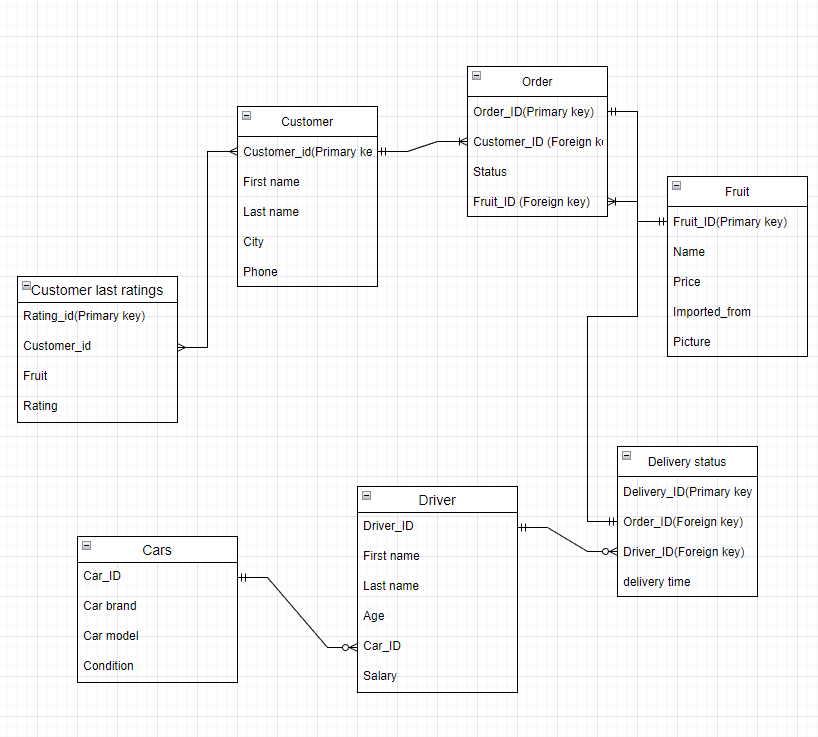 Order
Order_ID(Primary key)
Customer_ID (Foreign ke
Status
Fruit_ID (Foreign key)
Customer
Customer_id(Primary ke
First name
Last name
City
Phone
Fruit
Fruit_ID(Primary key)
Name
Price
Imported_from
Picture
Customer last ratings
Rating_id(Primary key)
Customer_id
Fruit
Rating
Delivery status
Delivery_ID(Primary key
Order_ID(Foreign key)
Driver_ID(Foreign key)
delivery time
Driver
Driver_ID
First name
Last name
Age
Car_ID
Salary
Cars
Car_ID
Car brand
Car model
Condition